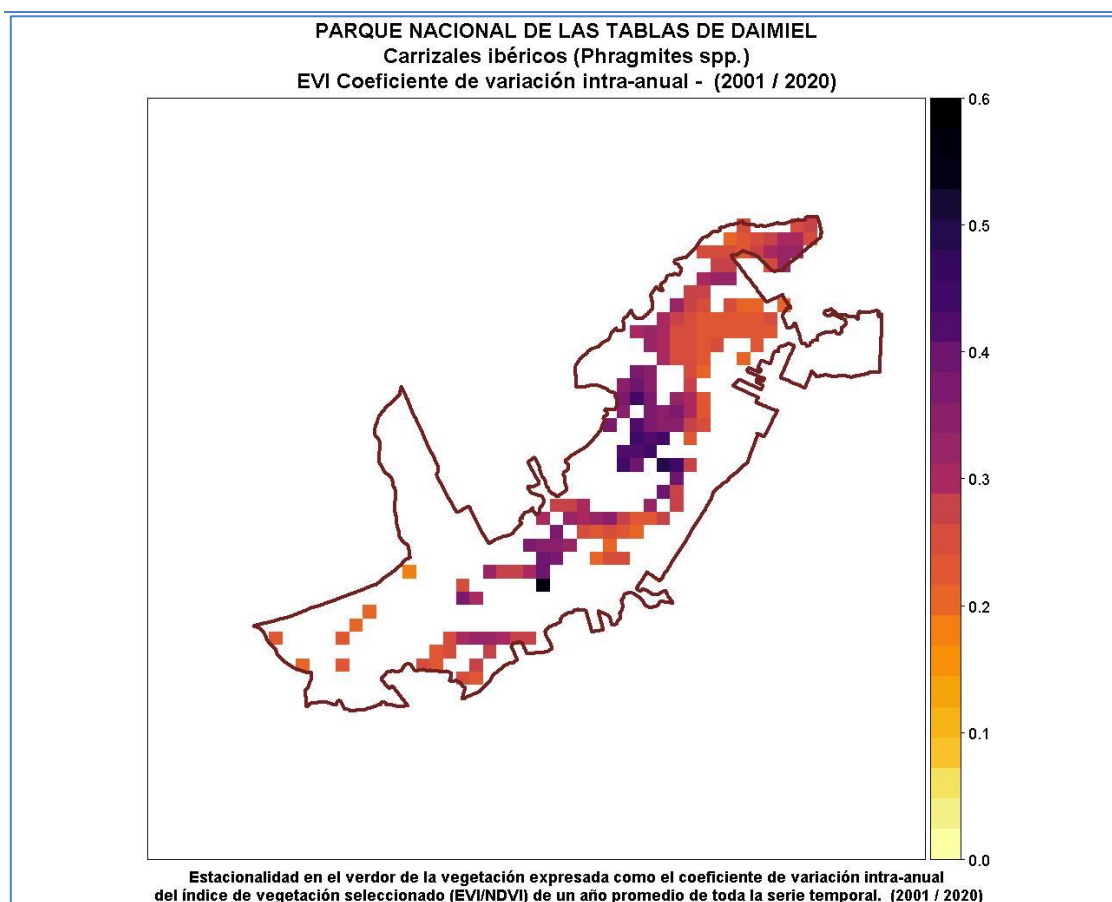 PARQUE NACIONAL DE LAS TABLAS DE DAIMIEL
Carrizales ibéricos (Phragmites spp.)
EVI Coeficiente de variación intra-anual - (2001 / 2020)
0.6
0.5
0.4
0.3
0.2
0.1
0.0
Estacionalidad en el verdor de la vegetación expresada como el coeficiente de variación intra-anual
del índice de vegetación seleccionado (EVI/NDVI) de un año promedio de toda la serie temporal. (2001 / 2020)